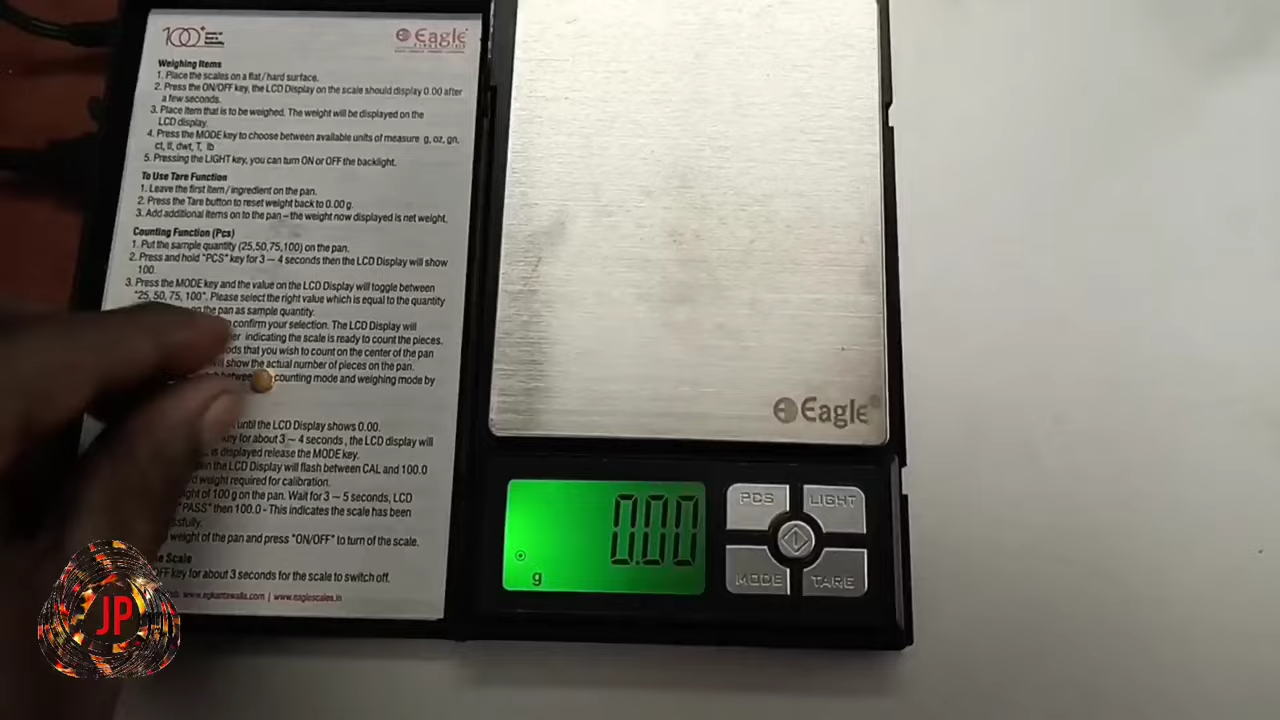 100+
Eagle
Weighing Items
1. Place the scales on a flat/hard surface.
2. Press the ON/OFF key, the LCD Display on the scale should display 0.00 after
a few seconds.
3. Place item that is to be weighed. The weight will be displayed on the
LCD display.
4. Press the MODE key to choose between available units of measure g, oz, gn,
ct, tl, dwt, T, lb
5. Pressing the LIGHT key, you can turn ON or OFF the backlight.
To Use Tare Function
1. Leave the first item/ingredient on the pan.
2. Press the Tare button to reset weight back to 0.00 g.
3. Add additional items on to the pan – the weight now displayed is net weight.
Counting Function (Pcs)
1. Put the sample quantity (25,50,75,100) on the pan.
2. Press and hold "PCS" key for 3 – 4 seconds then the LCD Display will show
100.
3. Press the MODE key and the value on the LCD Display will toggle between
"25, 50, 75, 100". Please select the right value which is equal to the quantity
on the pan as sample quantity.
confirm your selection. The LCD Display will
indicating the scale is ready to count the pieces.
that you wish to count on the center of the pan
show the actual number of pieces on the pan.
counting mode and weighing mode by
until the LCD Display shows 0.00.
key for about 3 – 4 seconds, the LCD display will
is displayed release the MODE key.
the LCD Display will flash between CAL and 100.0
weight required for calibration.
of 100 g on the pan. Wait for 3 – 5 seconds, LCD
"PASS" then 100.0 - This indicates the scale has been
weight of the pan and press "ON/OFF" to turn of the scale.
Scale
key for about 3 seconds for the scale to switch off.
www.egkantawalla.com | www.eaglescales.in
Eagle®
0.00
g
PCS
LIGHT
MODE
TARE
JP